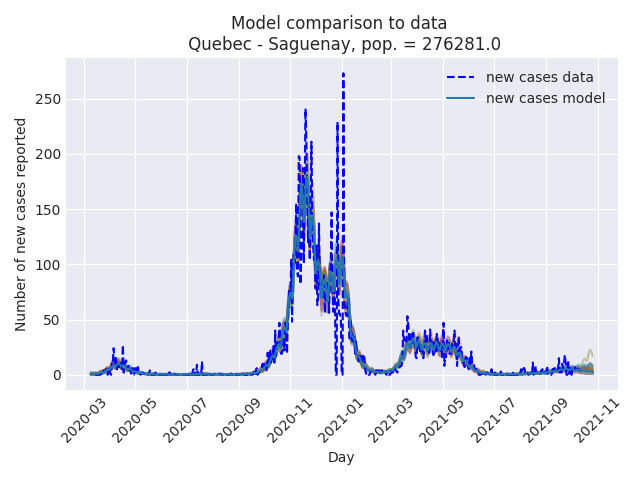 Model comparison to data
Quebec - Saguenay, pop. = 276281.0
new cases data
new cases model
Number of new cases reported
250
200
150
100
50
0
2020-03
2020-05
2020-07
2020-09
2020-11
2021-01
2021-03
2021-05
2021-07
2021-09
2021-11
Day